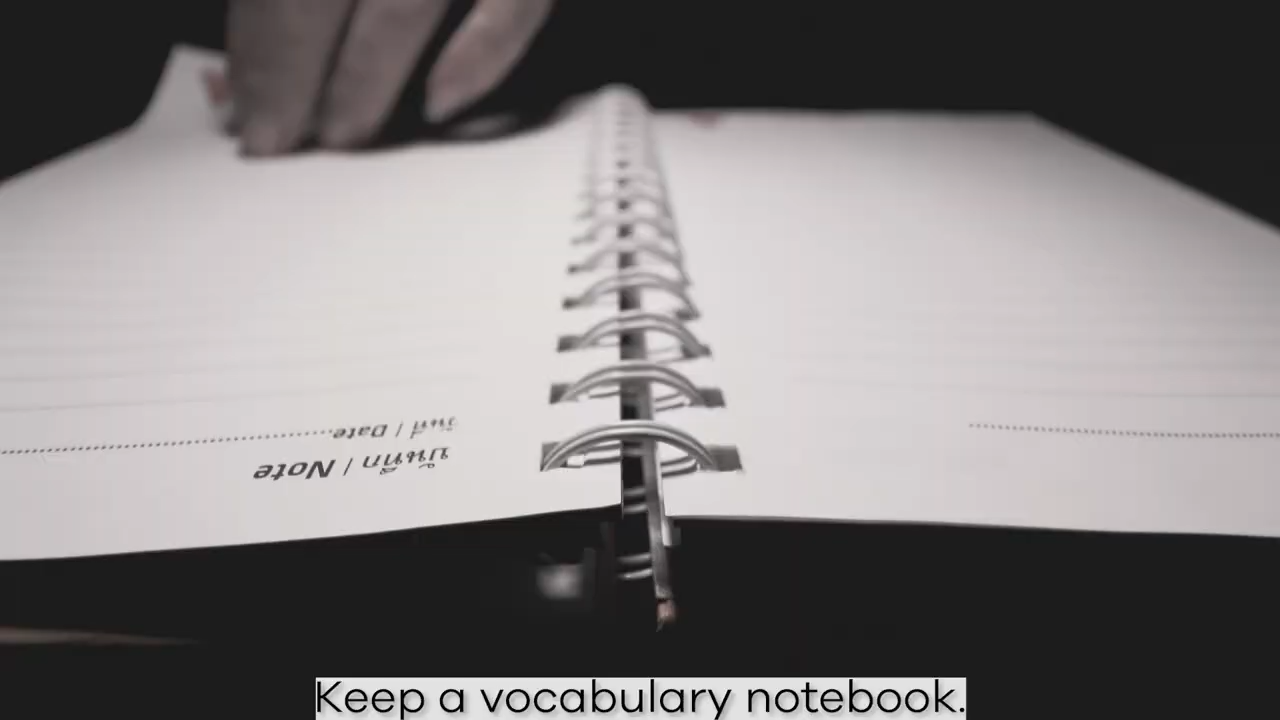 บันทึก / Note
วันที่ / Date........................
Keep a vocabulary notebook.